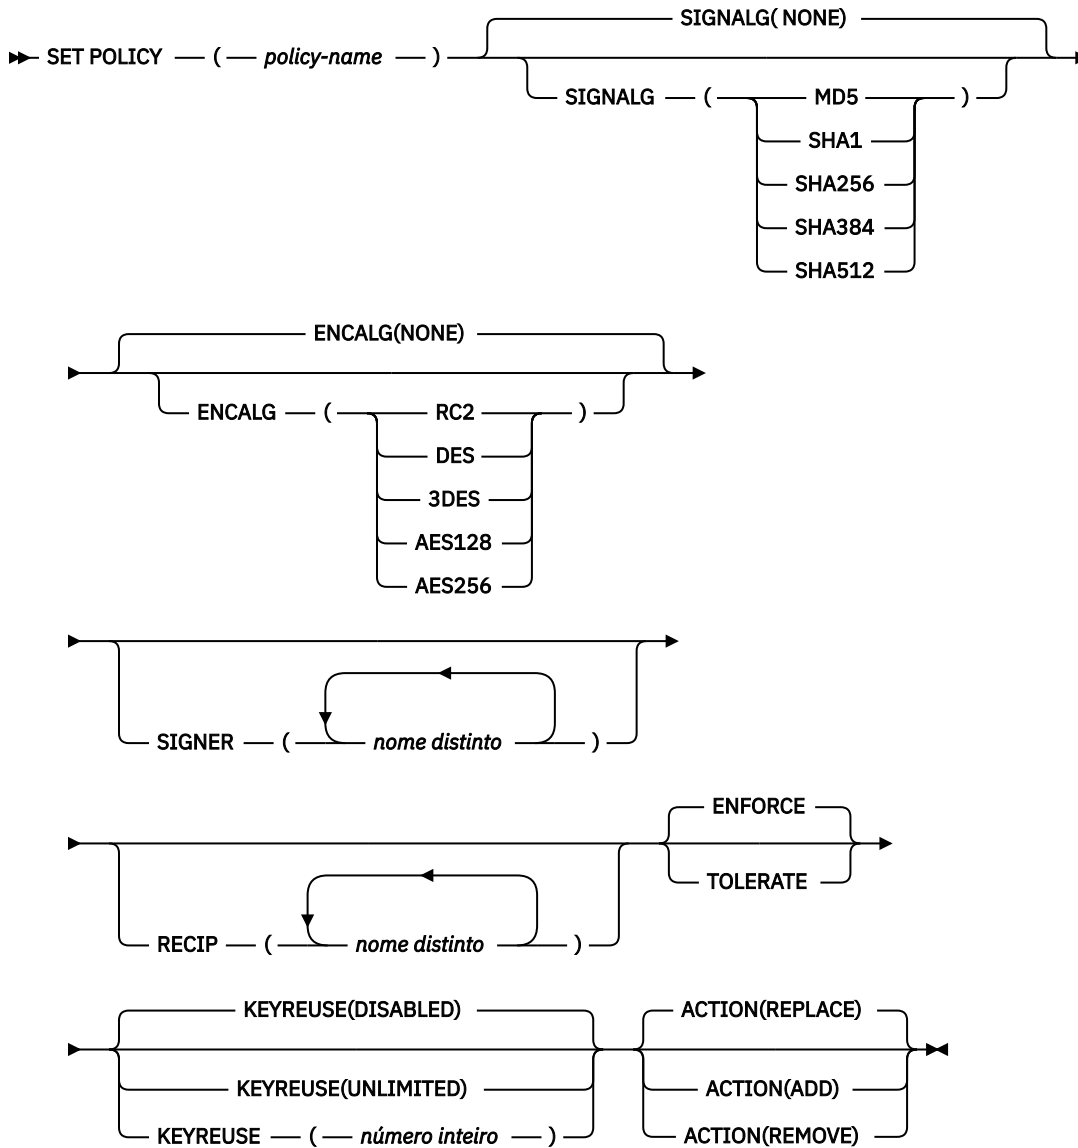 SIGNALG( NONE)
SET POLICY ( policy-name )
SIGNALG ( MD5 )
SHA1
SHA256
SHA384
SHA512
ENCALG(NONE)
ENCALG ( RC2 )
DES
3DES
AES128
AES256
SIGNER ( nome distinto )
ENFORCE
TOLERATE
RECIP ( nome distinto )
KEYREUSE(DISABLED) ACTION(REPLACE)
KEYREUSE(UNLIMITED) ACTION(ADD)
KEYREUSE ( número inteiro ) ACTION(REMOVE)